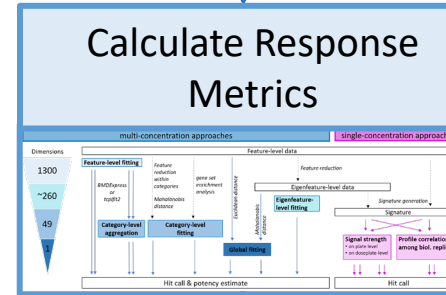 Calculate Response
Metrics
multi-concentration approaches
single-concentration approach
Dimensions
1300
~260
49
1
Feature-level data
Feature-level fitting
BMDExpress
or
tcplfit2
Feature
reduction
within
categories
Mahalanobis
distance
gene set
enrichment
analysis
Euclidean distance
Mahalanobis
distance
Feature reduction
Eigenfeature-level data
Eigenfeature-
level fitting
Signature generation
Signature
Category-level
aggregation
Category-level
fitting
Global fitting
Signal strength
• on plate level
• on doseplate level
Profile correlation
among biol. replic
Hit call & potency estimate
Hit call